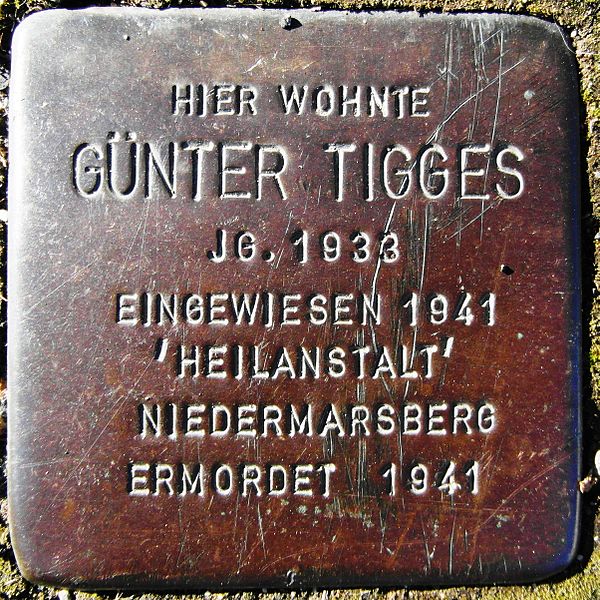 HIER WOHNTE
GÜNTER TIGGES
JG. 1933
EINGEWIESEN 1941
'HEILANSTALT'
NIEDERMARSBERG
ERMORDET 1941